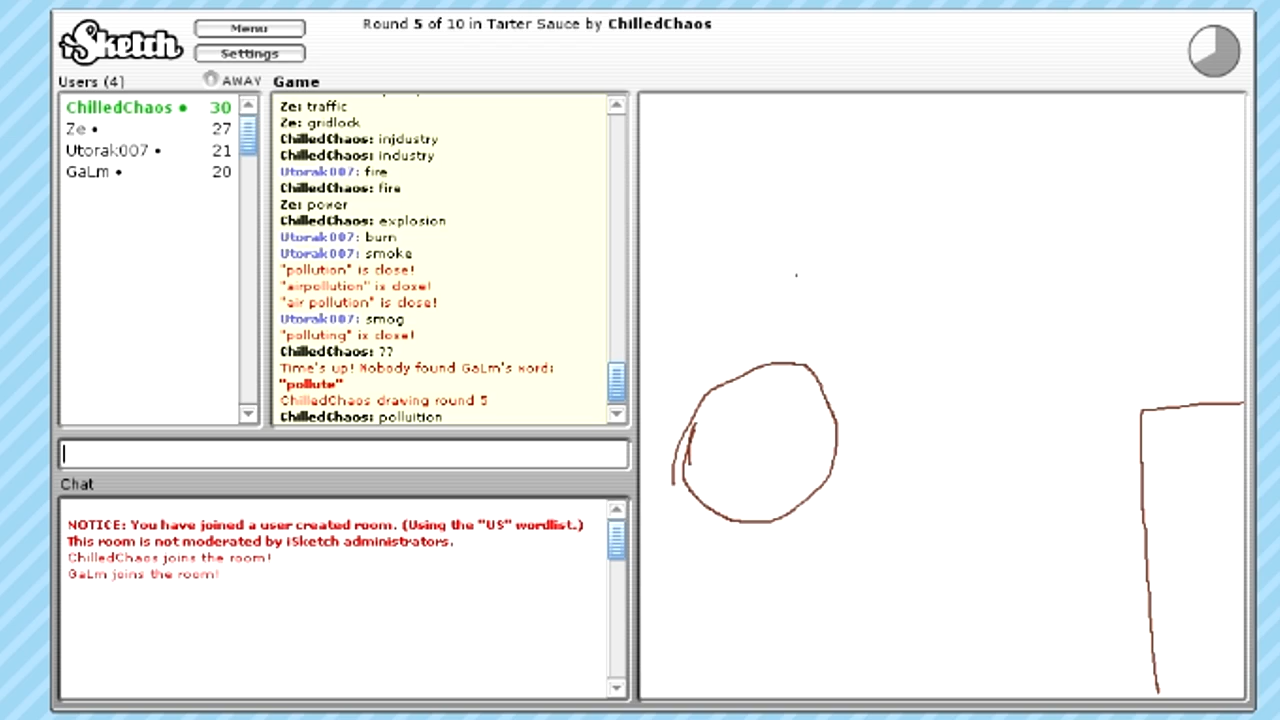 Round 5 of 10 in Tarter Sauce by ChilledChaos
iSketch
Menu
Settings
Users (4)
AWAY
Game
ChilledChaos • 30
Ze • 27
Utorak007 • 21
GaLm • 20
Ze: traffic
Ze: gridlock
ChilledChaos: injdustry
ChilledChaos: industry
Utorak007: fire
ChilledChaos: fire
Ze: power
ChilledChaos: explosion
Utorak007: burn
Utorak007: smoke
"pollution" is close!
"airpollution" is close!
"air pollution" is close!
Utorak007: smog
"polluting" is close!
ChilledChaos: ??
Time's up! Nobody found GaLm's word:
"pollute"
ChilledChaos drawing round 5
ChilledChaos: polluition
Chat
NOTICE: You have joined a user created room. (Using the "US" wordlist.)
This room is not moderated by iSketch administrators.
ChilledChaos joins the room!
GaLm joins the room!